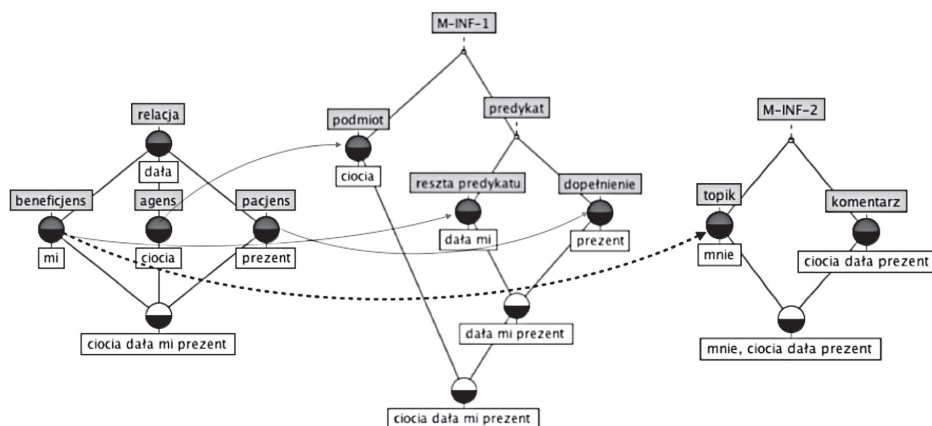 M-INF-1
relacja
dała
beneficjens
agens
pacjens
mi
ciocia
prezent
ciocia dała mi prezent
podmiot
ciocia
predykat
reszta predykatu
dopełnienie
dała mi
prezent
dała mi prezent
ciocia dała mi prezent
M-INF-2
topik
komentarz
mnie
ciocia dała prezent
mnie, ciocia dała prezent